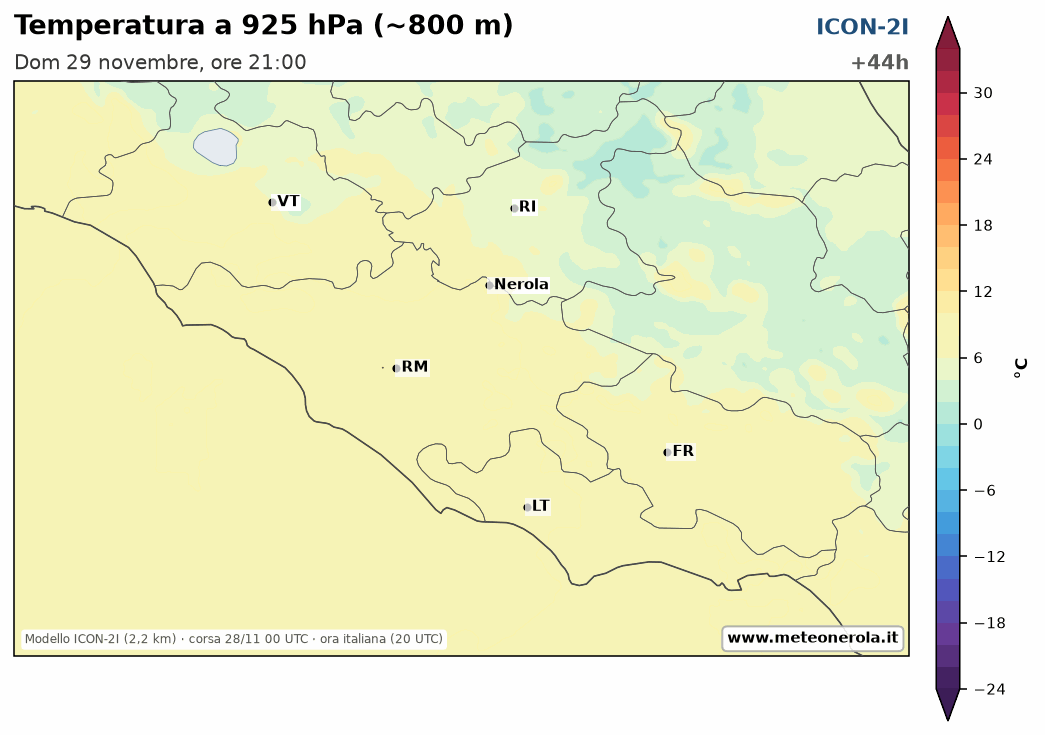 Temperatura a 925 hPa (~800 m)
ICON-2I
Dom 29 novembre, ore 21:00
+44h
VT
RI
Nerola
RM
FR
LT
Modello ICON-2I (2,2 km) · corsa 28/11 00 UTC · ora italiana (20 UTC)
www.meteonerola.it
30
24
18
12
6
0
−6
−12
−18
−24
°C